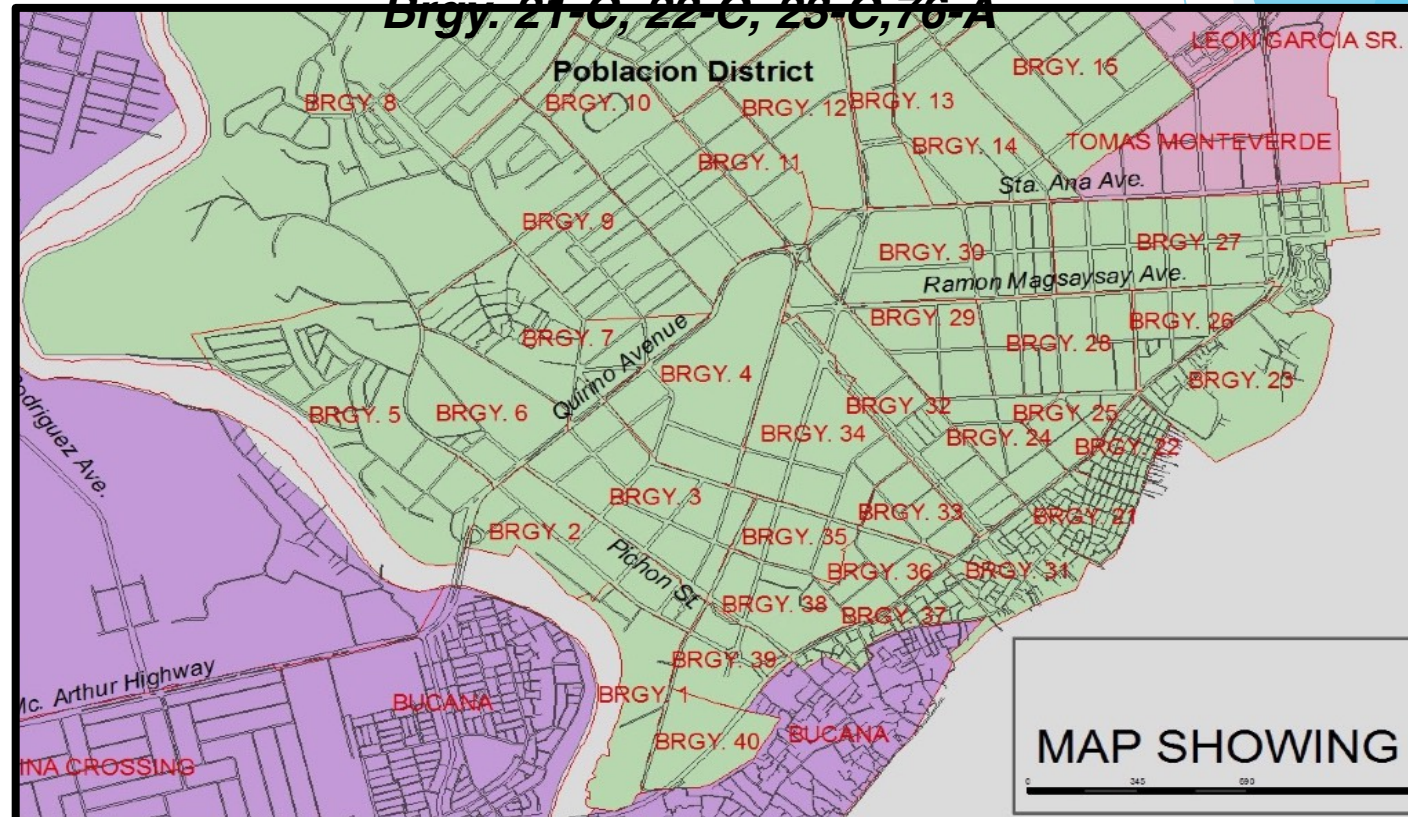 Brgy. 21-C, 22-C, 23-C,76-A
LEON GARCIA SR.
Poblacion District
BRGY. 15
BRGY. 8
BRGY. 10
BRGY. 12
BRGY. 13
BRGY. 14
TOMAS MONTEVERDE
BRGY. 11
Sta. Ana Ave.
BRGY. 9
BRGY. 27
BRGY. 30
Ramon Magsaysay Ave.
BRGY. 29
BRGY. 26
BRGY. 7
BRGY. 28
Quirino Avenue
BRGY. 4
BRGY. 23
BRGY. 5
BRGY. 6
BRGY. 32
BRGY. 25
BRGY. 34
BRGY. 24
BRGY. 22
Rodriguez Ave.
BRGY. 3
BRGY. 33
BRGY. 21
BRGY. 2
BRGY. 35
Pichon St.
BRGY. 36
BRGY. 31
BRGY. 38
BRGY. 37
BRGY. 39
Mc. Arthur Highway
BUCANA
BRGY. 1
BRGY. 40
BUCANA
INA CROSSING
MAP SHOWING
0 345 690